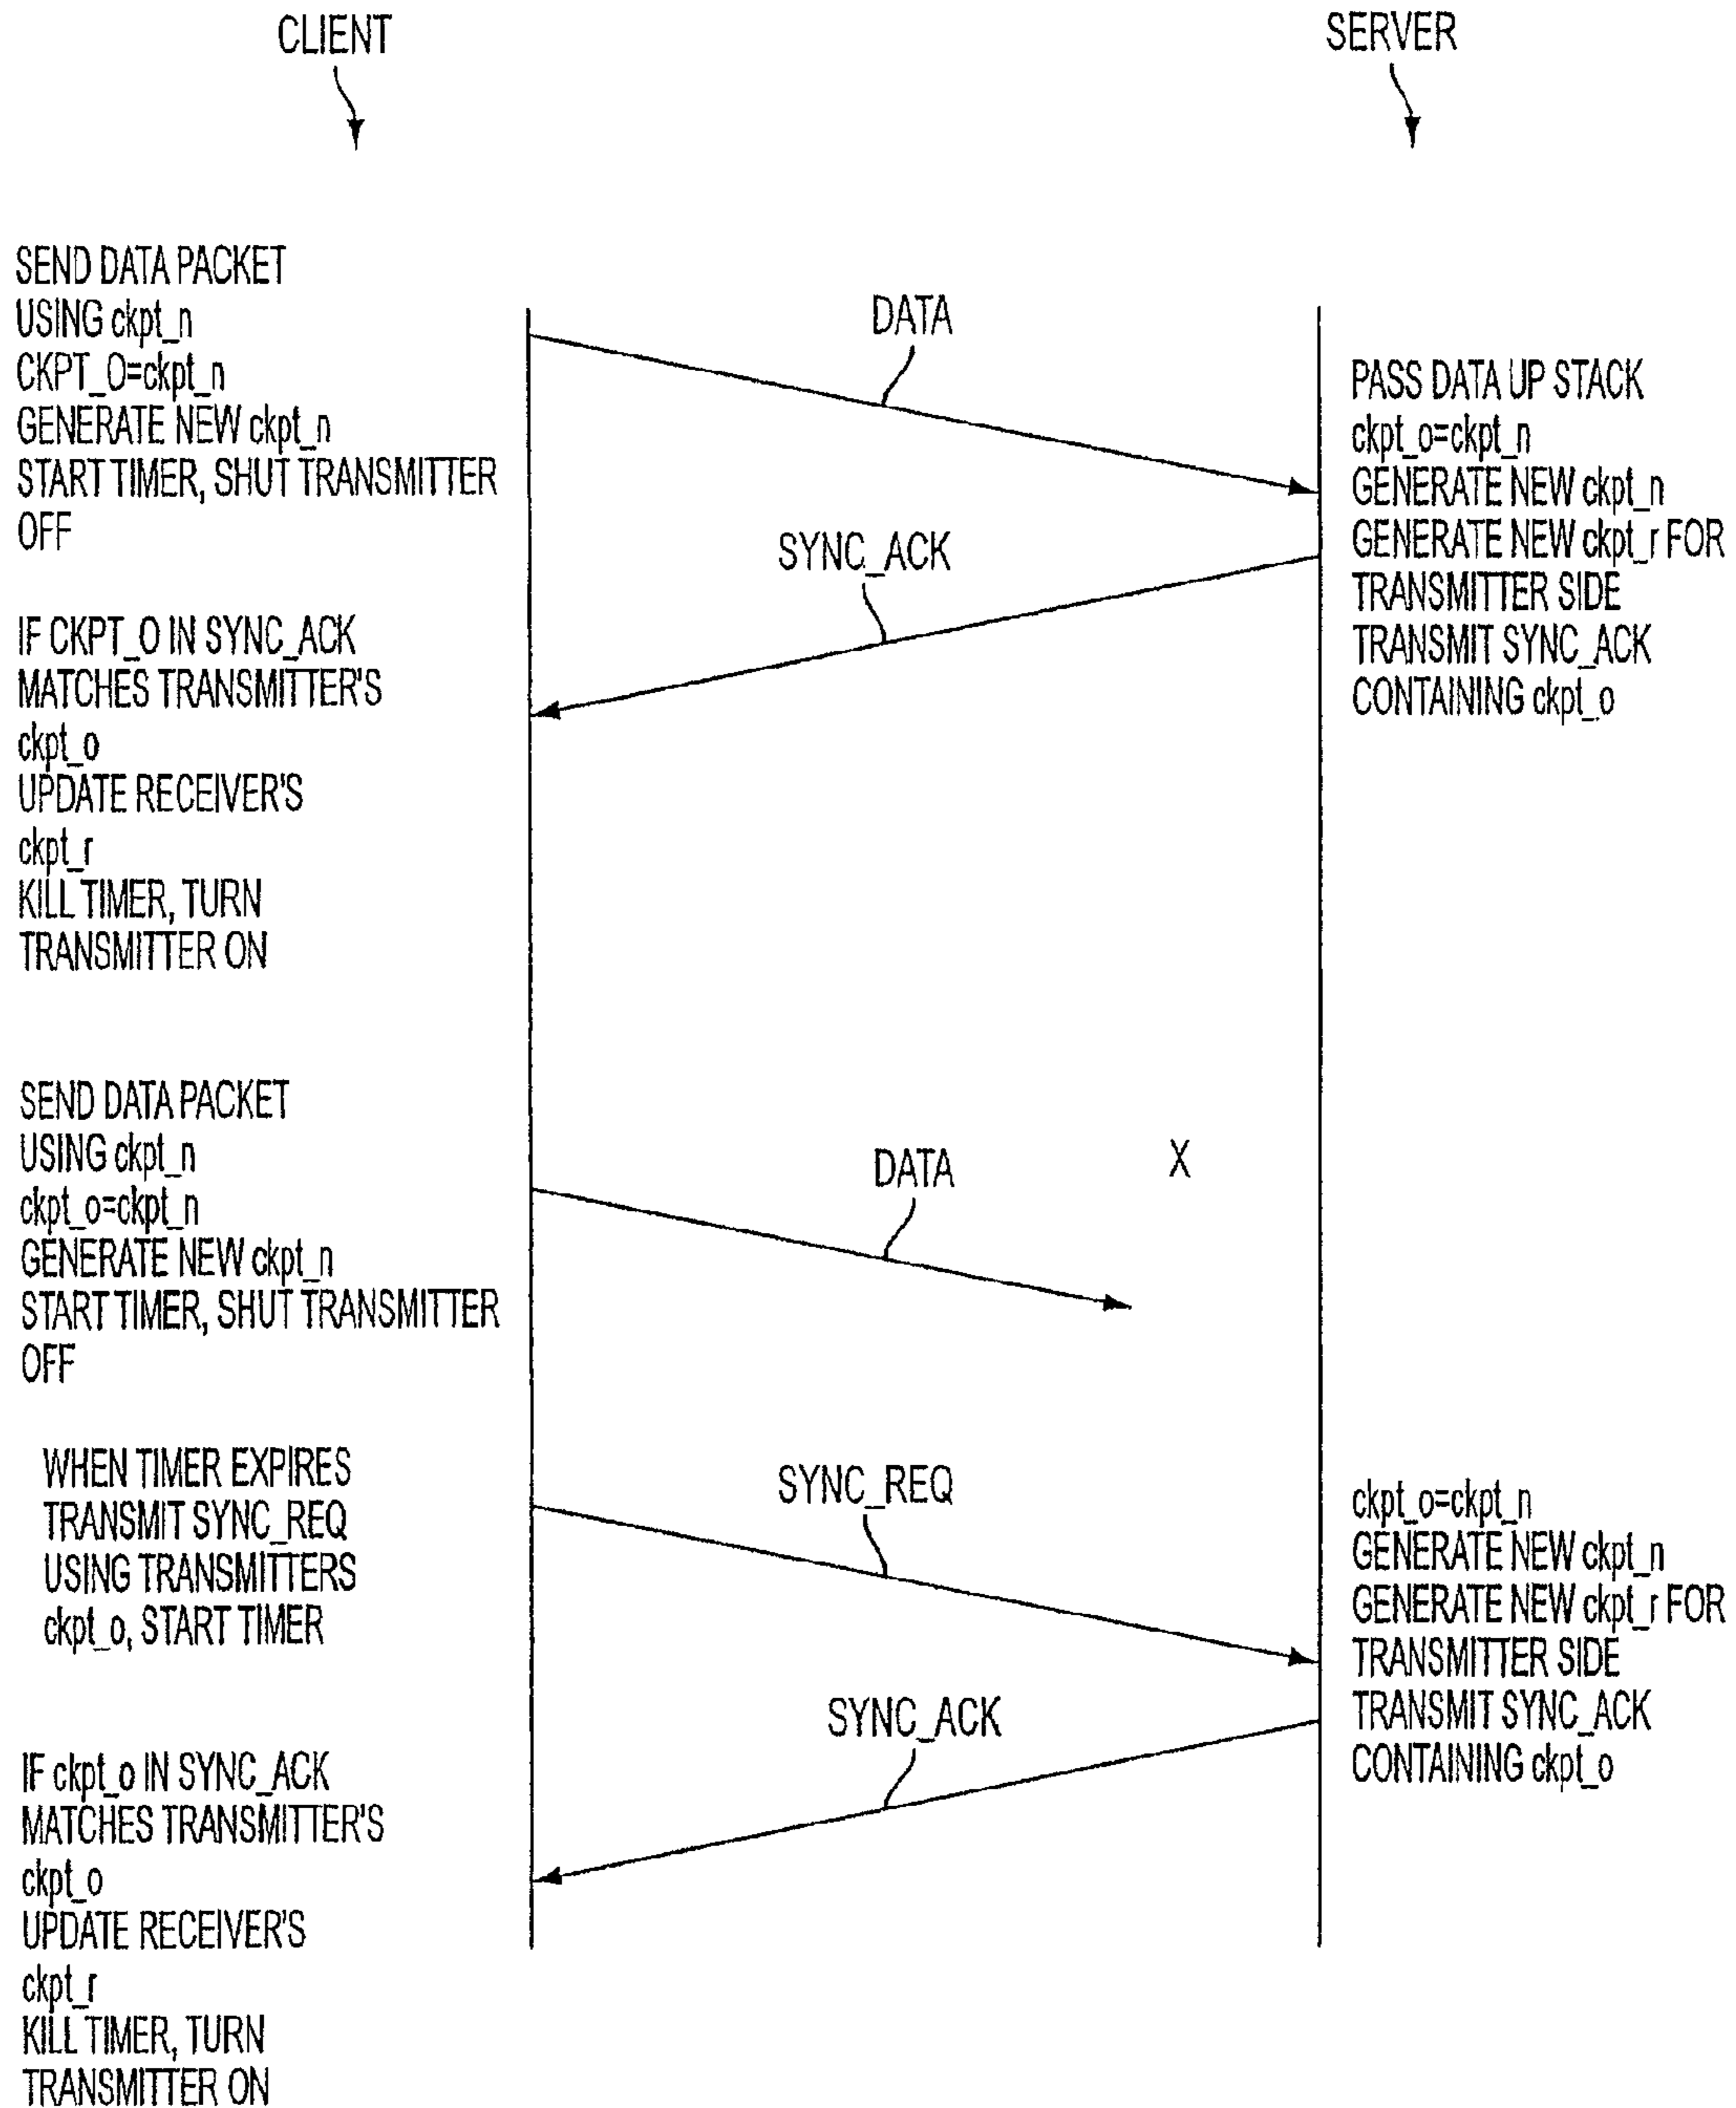 CLIENT
SERVER
SEND DATA PACKET
USING ckpt_n
CKPT_O=ckpt_n
GENERATE NEW ckpt_n
START TIMER, SHUT TRANSMITTER
OFF
DATA
PASS DATA UP STACK
ckpt_o=ckpt_n
GENERATE NEW ckpt_n
GENERATE NEW ckpt_r FOR
TRANSMITTER SIDE
TRANSMIT SYNC_ACK
CONTAINING ckpt_o
SYNC_ACK
IF CKPT_O IN SYNC_ACK
MATCHES TRANSMITTER'S
ckpt_o
UPDATE RECEIVER'S
ckpt_r
KILL TIMER, TURN
TRANSMITTER ON
SEND DATA PACKET
USING ckpt_n
ckpt_o=ckpt_n
GENERATE NEW ckpt_n
START TIMER, SHUT TRANSMITTER
OFF
DATA
X
WHEN TIMER EXPIRES
TRANSMIT SYNC_REQ
USING TRANSMITTERS
ckpt_o, START TIMER
SYNC_REQ
ckpt_o=ckpt_n
GENERATE NEW ckpt_n
GENERATE NEW ckpt_r FOR
TRANSMITTER SIDE
TRANSMIT SYNC_ACK
CONTAINING ckpt_o
SYNC_ACK
IF ckpt_o IN SYNC_ACK
MATCHES TRANSMITTER'S
ckpt_o
UPDATE RECEIVER'S
ckpt_r
KILL TIMER, TURN
TRANSMITTER ON